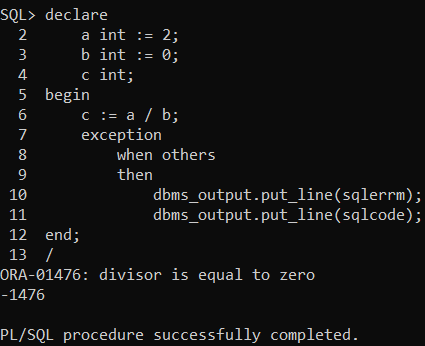 SQL> declare
  2      a int := 2;
  3      b int := 0;
  4      c int;
  5  begin
  6      c := a / b;
  7      exception
  8          when others
  9          then
 10              dbms_output.put_line(sqlerrm);
 11              dbms_output.put_line(sqlcode);
 12  end;
 13  /
ORA-01476: divisor is equal to zero
-1476

PL/SQL procedure successfully completed.